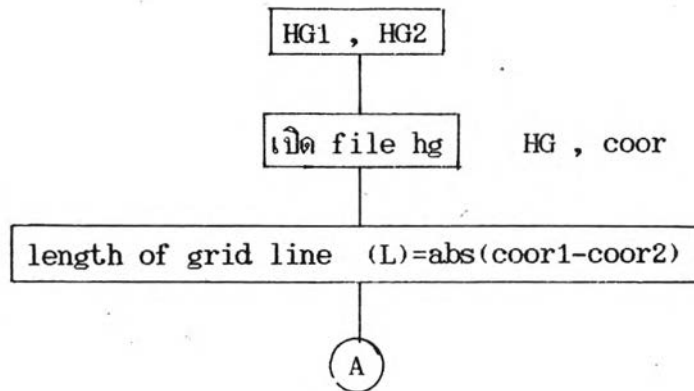 HG1 , HG2
เปิด file hg HG , coor
length of grid line (L)=abs(coor1-coor2)
A